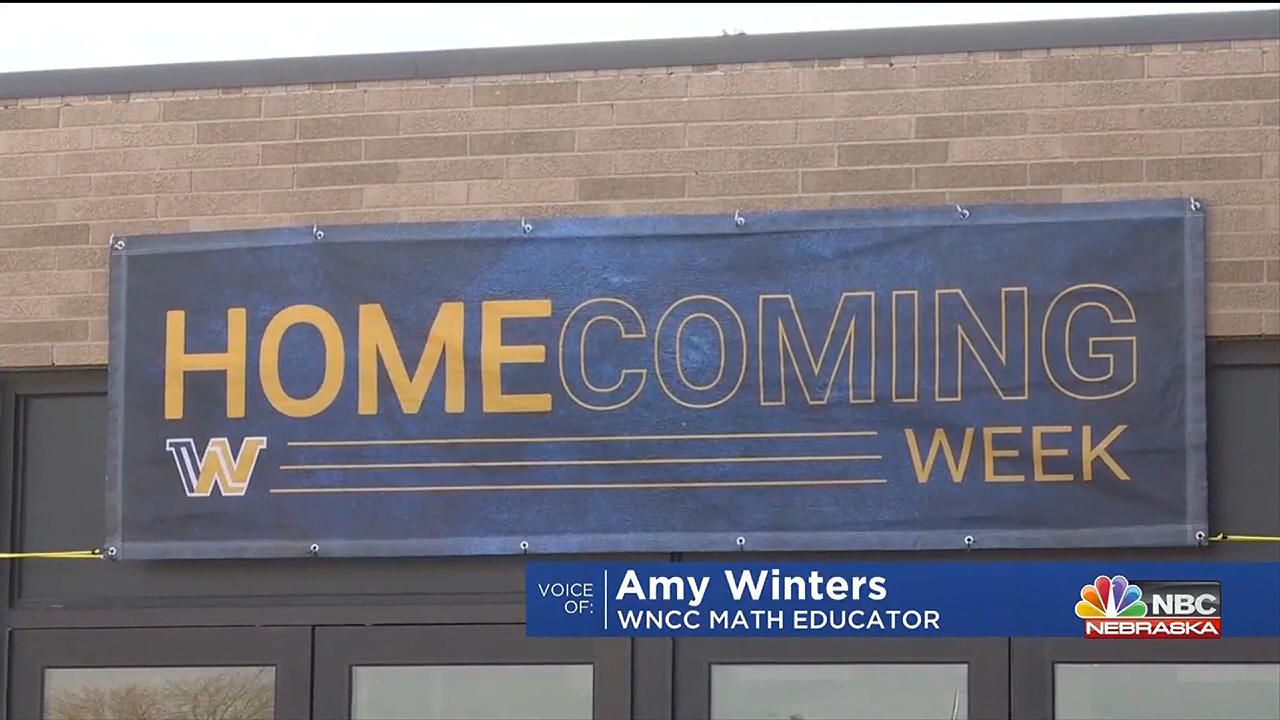 HOMECOMING
W
WEEK
VOICE OF:
Amy Winters
WNCC MATH EDUCATOR
NBC
NEBRASKA